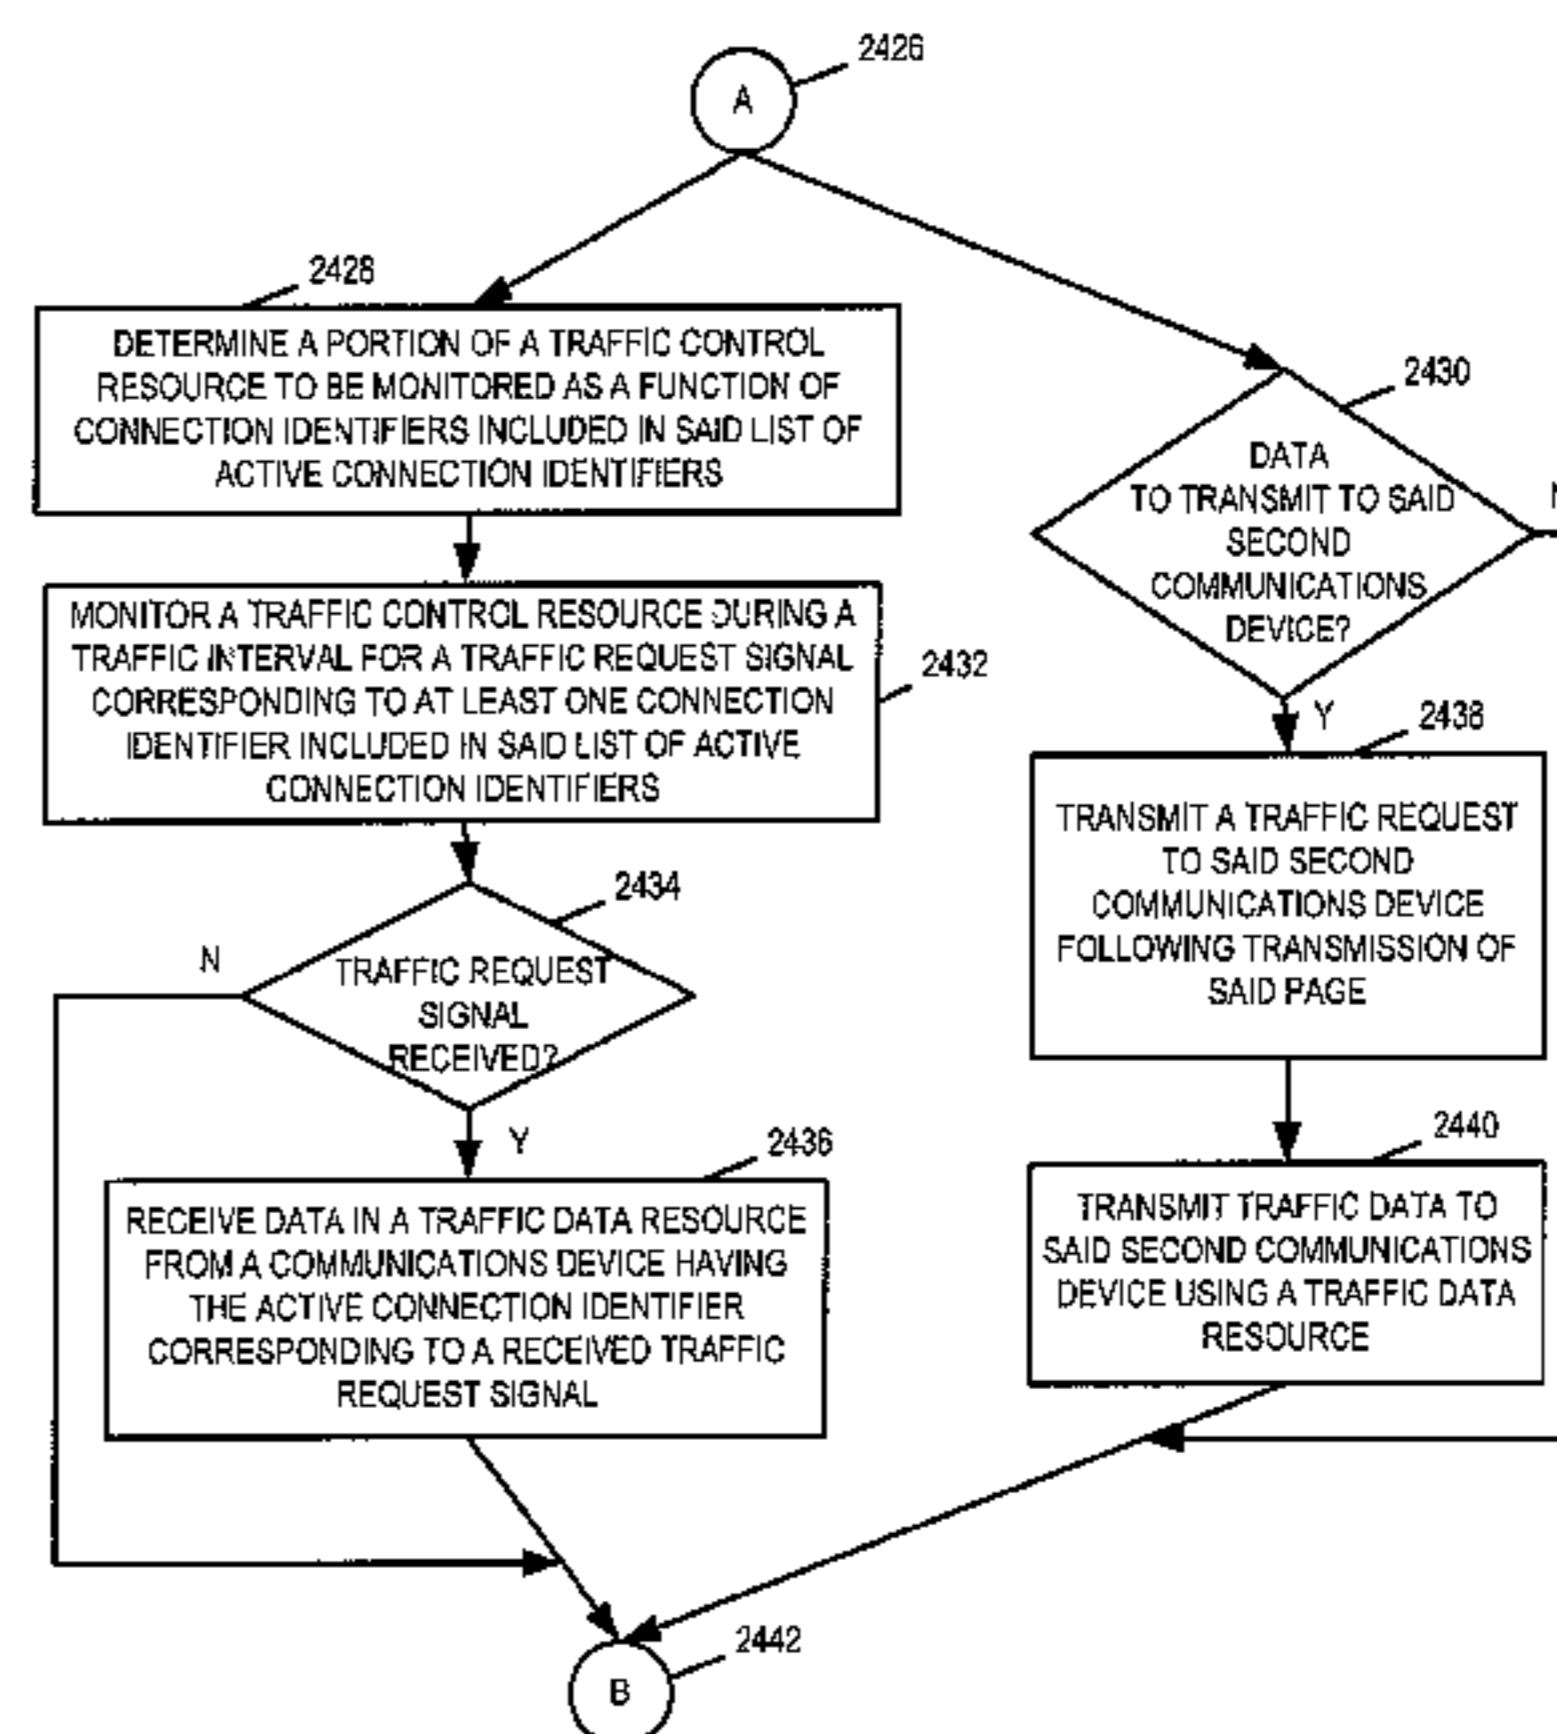 2426
A
2428
DETERMINE A PORTION OF A TRAFFIC CONTROL
RESOURCE TO BE MONITORED AS A FUNCTION OF
CONNECTION IDENTIFIERS INCLUDED IN SAID LIST OF
ACTIVE CONNECTION IDENTIFIERS
2430
DATA
TO TRANSMIT TO SAID
SECOND
COMMUNICATIONS
DEVICE?
MONITOR A TRAFFIC CONTROL RESOURCE DURING A
TRAFFIC INTERVAL FOR A TRAFFIC REQUEST SIGNAL
CORRESPONDING TO AT LEAST ONE CONNECTION
IDENTIFIER INCLUDED IN SAID LIST OF ACTIVE
CONNECTION IDENTIFIERS
2432
Y
2438
TRANSMIT A TRAFFIC REQUEST
TO SAID SECOND
COMMUNICATIONS DEVICE
FOLLOWING TRANSMISSION OF
SAID PAGE
2434
N
TRAFFIC REQUEST
SIGNAL
RECEIVED?
Y
2436
RECEIVE DATA IN A TRAFFIC DATA RESOURCE
FROM A COMMUNICATIONS DEVICE HAVING
THE ACTIVE CONNECTION IDENTIFIER
CORRESPONDING TO A RECEIVED TRAFFIC
REQUEST SIGNAL
2440
TRANSMIT TRAFFIC DATA TO
SAID SECOND COMMUNICATIONS
DEVICE USING A TRAFFIC DATA
RESOURCE
2442
B